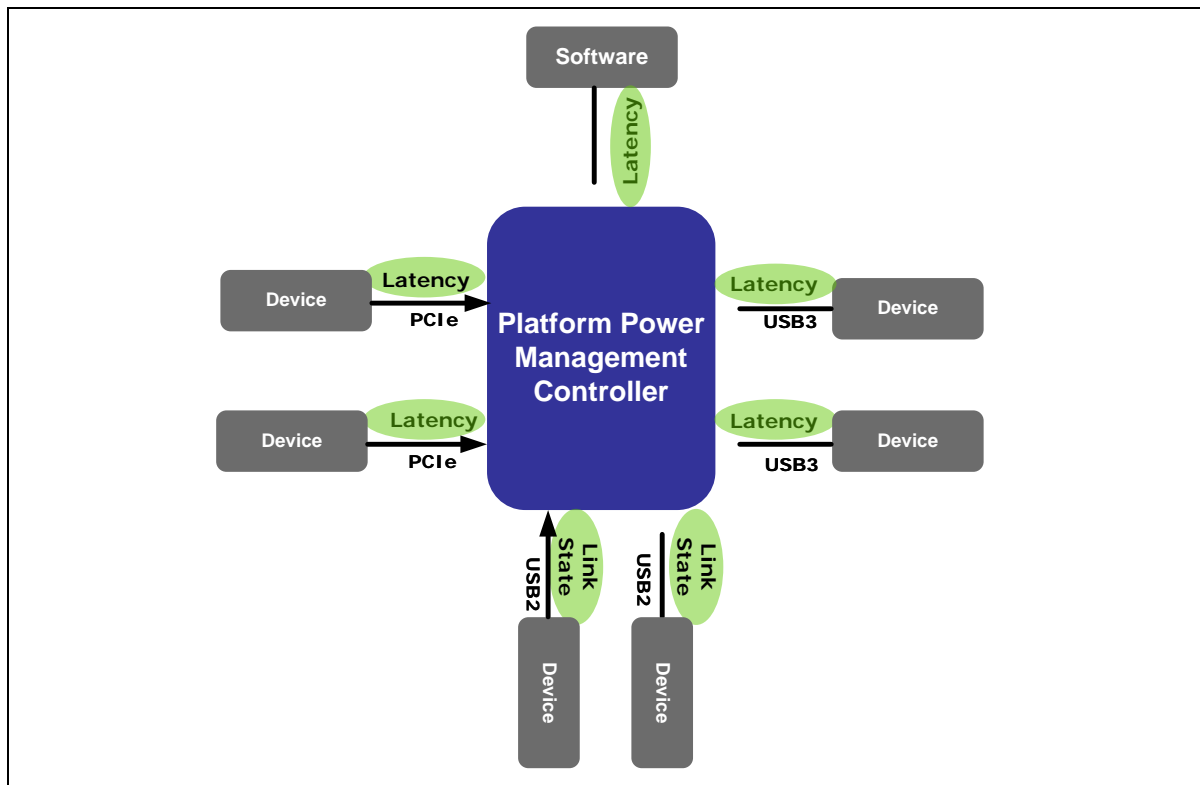 Software
Latency
Latency
Device
PCIe
Latency
Device
USB3
Platform Power
Management
Controller
Latency
Device
PCIe
Latency
Device
USB3
USB2
Link
State
Device
USB2
Link
State
Device